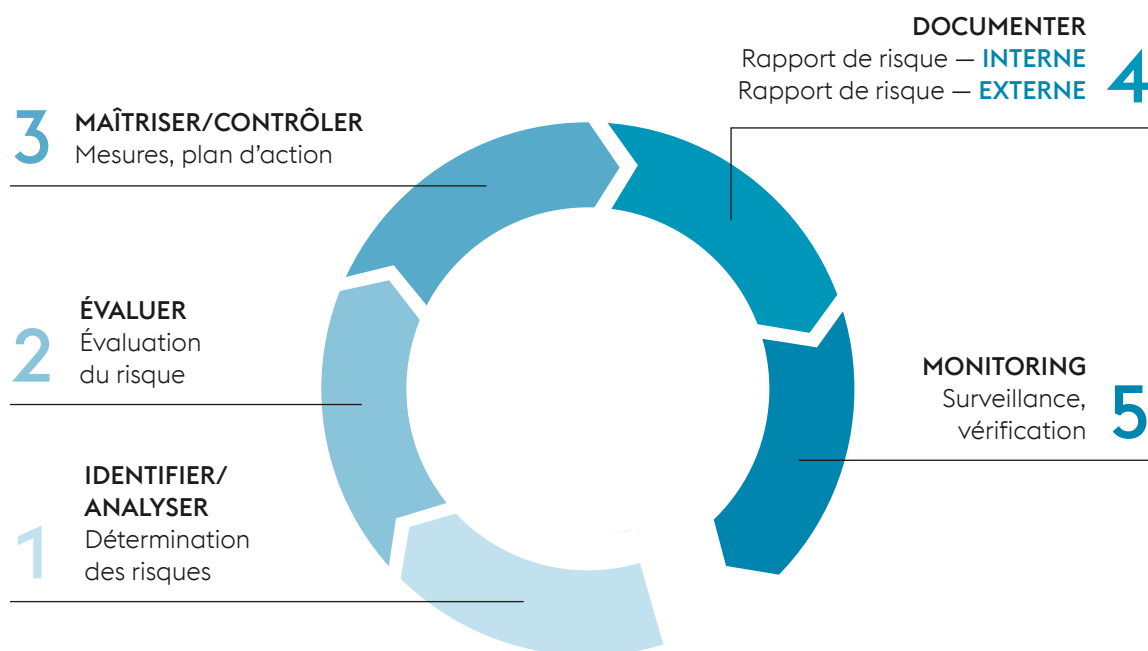 1
IDENTIFIER/
ANALYSER
Détermination
des risques
2
ÉVALUER
Évaluation
du risque
3
MAÎTRISER/CONTRÔLER
Mesures, plan d’action
4
DOCUMENTER
Rapport de risque — INTERNE
Rapport de risque — EXTERNE
5
MONITORING
Surveillance,
vérification